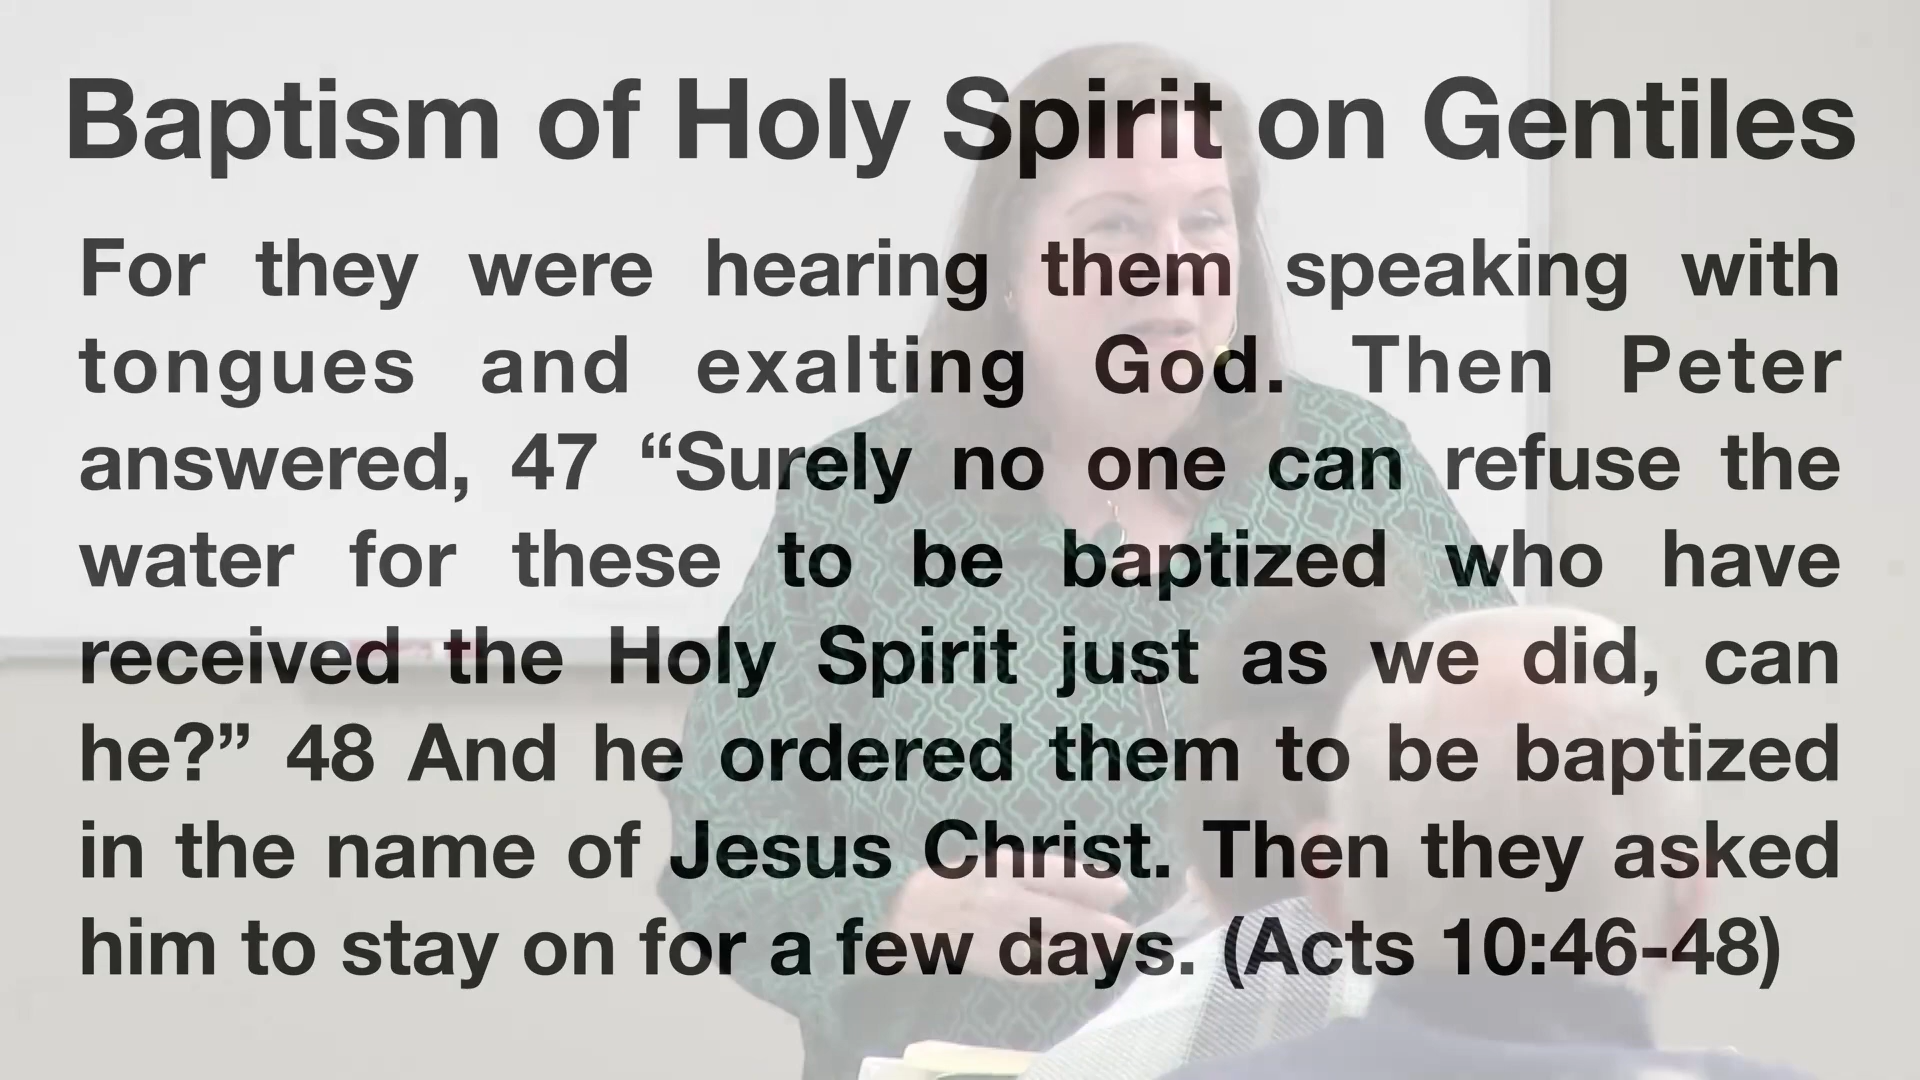 Baptism of Holy Spirit on Gentiles
For they were hearing them speaking with
tongues and exalting God. Then Peter
answered, 47 “Surely no one can refuse the
water for these to be baptized who have
received the Holy Spirit just as we did, can
he?” 48 And he ordered them to be baptized
in the name of Jesus Christ. Then they asked
him to stay on for a few days. (Acts 10:46-48)